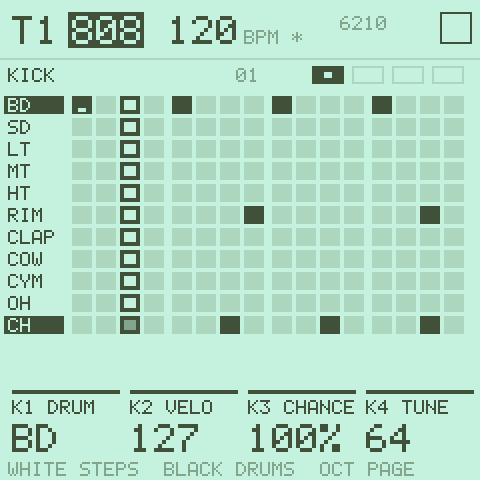 T1 808 120 BPM * 6210
KICK 01
BD
SD
LT
MT
HT
RIM
CLAP
COW
CYM
OH
CH
K1 DRUM K2 VELO K3 CHANCE K4 TUNE
BD 127 100% 64
WHITE STEPS BLACK DRUMS OCT PAGE